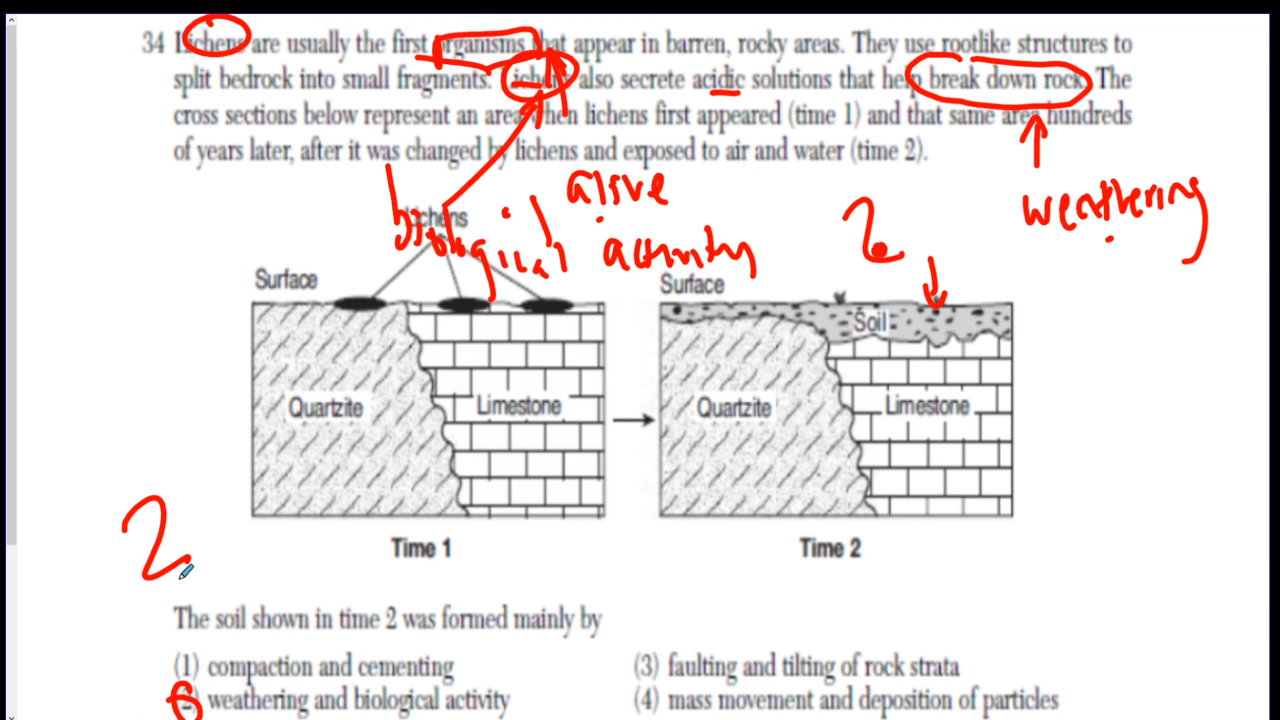 34 Lichens are usually the first organisms that appear in barren, rocky areas. They use rootlike structures to
split bedrock into small fragments. Lichens also secrete acidic solutions that help break down rock. The
cross sections below represent an area when lichens first appeared (time 1) and that same area hundreds
of years later, after it was changed by lichens and exposed to air and water (time 2).
alive
weathering
Lichens
biological activity
2
Surface
Surface
Soil
Quartzite
Limestone
Quartzite
Limestone
Time 1
Time 2
2
The soil shown in time 2 was formed mainly by
(1) compaction and cementing
(3) faulting and tilting of rock strata
(2) weathering and biological activity
(4) mass movement and deposition of particles